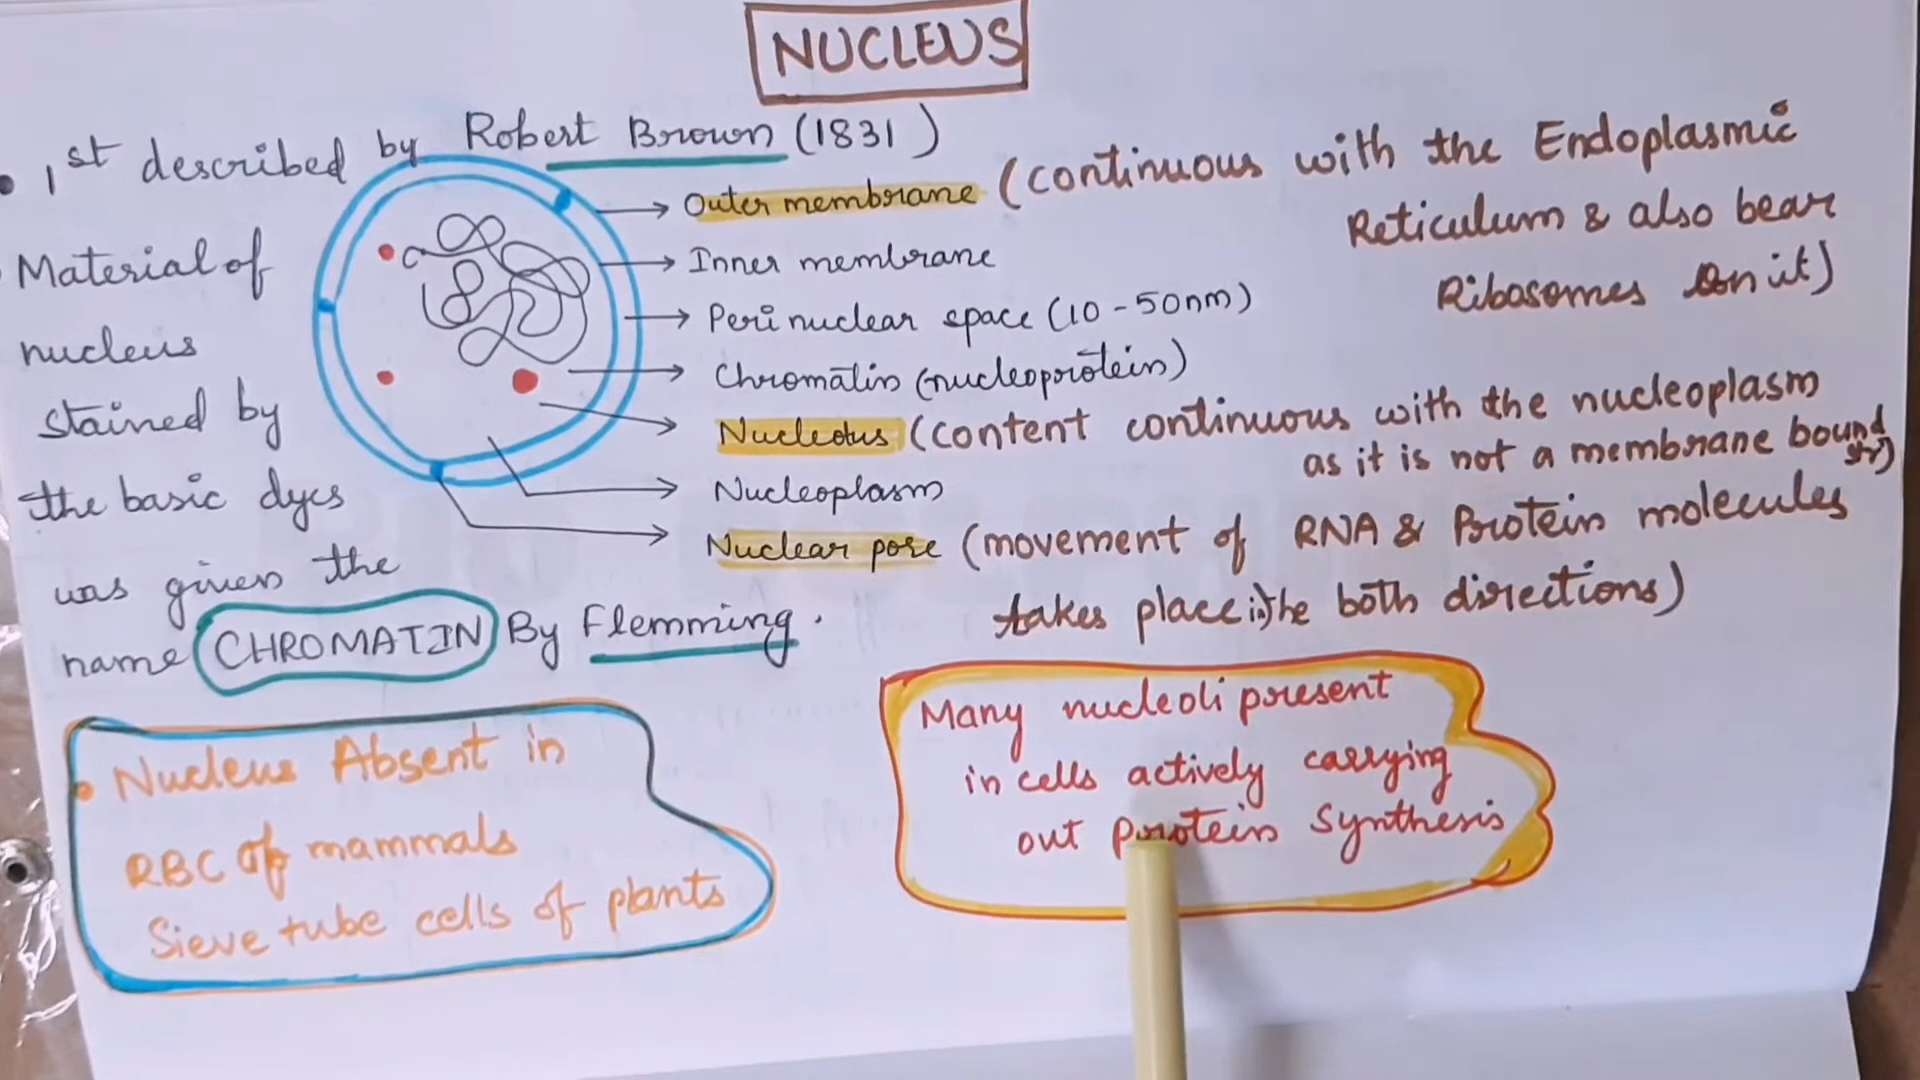 NUCLEUS
• 1st described by Robert Brown (1831)
Material of
nucleus
stained by
the basic dyes
was given the
name CHROMATIN By Flemming.
Outer membrane (continuous with the Endoplasmic
Reticulum & also bear
Ribosomes on it)
Inner membrane
Perinuclear space (10-50nm)
Chromatin (nucleoprotein)
Nucleolus (content continuous with the nucleoplasm
as it is not a membrane bound
str)
Nucleoplasm
Nuclear pore (movement of RNA & Protein molecules
takes place in the both directions)
• Nucleus Absent in
RBC of mammals
Sieve tube cells of plants
Many nucleoli present
in cells actively carrying
out protein synthesis